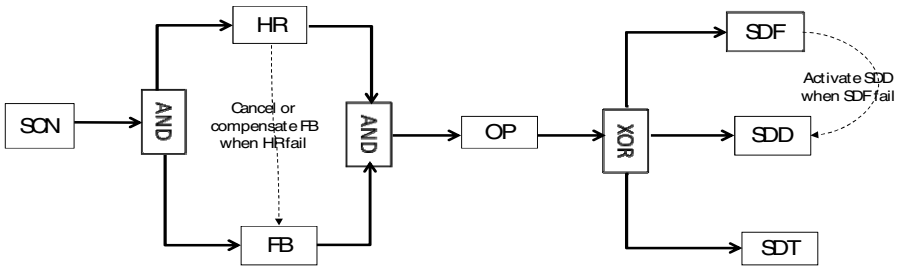 HR
SDF
Activate SDD
when SDF fail
AND
Cancel or
compensate FB
when HR fail
AND
SCN
OP
XOR
SDD
FB
SDT